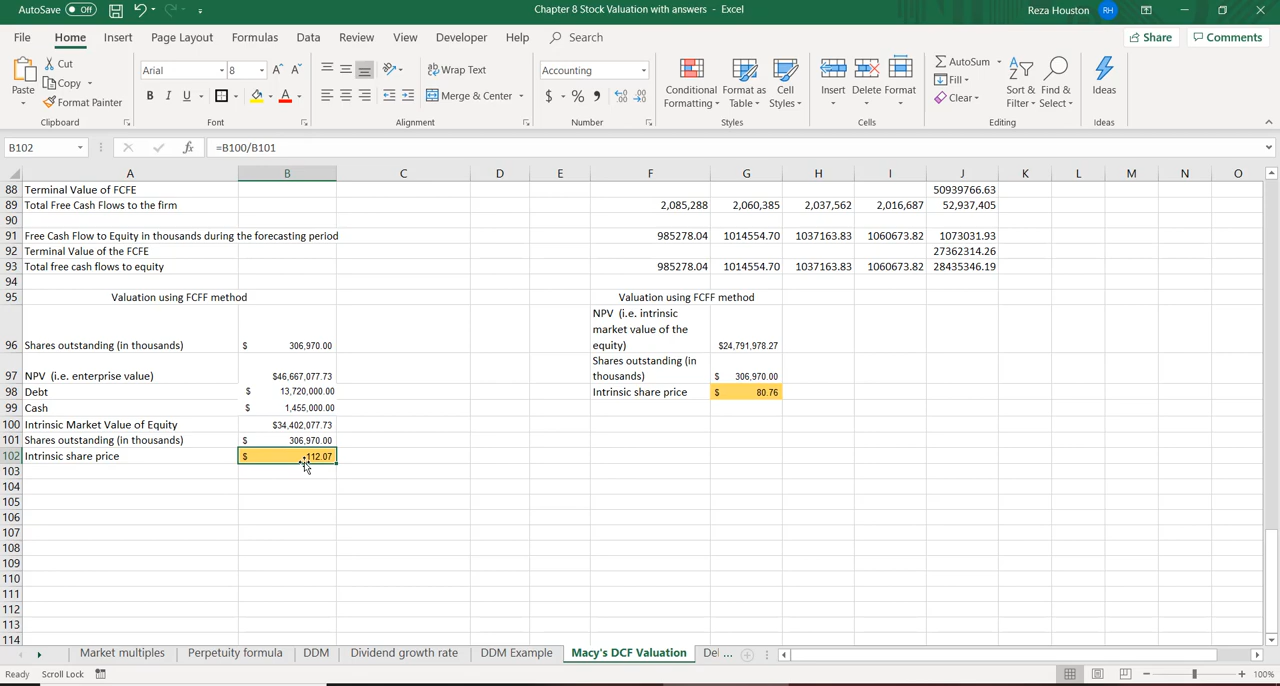 AutoSave Off
Chapter 8 Stock Valuation with answers - Excel
Reza Houston RH
File Home Insert Page Layout Formulas Data Review View Developer Help Search Share Comments
Paste Cut Copy Format Painter Clipboard
Arial 8 A A B I U A Font
Wrap Text Merge & Center Alignment
Accounting $ % , Number
Conditional Formatting Format as Table Cell Styles Styles
Insert Delete Format Cells
AutoSum Fill Clear Sort & Filter Find & Select Editing
Ideas Ideas
B102 fx =B100/B101
A B C D E F G H I J K L M N O
88 Terminal Value of FCFE 50939766.63
89 Total Free Cash Flows to the firm 2,085,288 2,060,385 2,037,562 2,016,687 52,937,405
90
91 Free Cash Flow to Equity in thousands during the forecasting period 985278.04 1014554.70 1037163.83 1060673.82 1073031.93
92 Terminal Value of the FCFE 27362314.26
93 Total free cash flows to equity 985278.04 1014554.70 1037163.83 1060673.82 28435346.19
94
95 Valuation using FCFF method Valuation using FCFF method
96 Shares outstanding (in thousands) $ 306,970.00 NPV (i.e. intrinsic market value of the equity) $24,791,978.27
97 NPV (i.e. enterprise value) $46,667,077.73 Shares outstanding (in thousands) $ 306,970.00
98 Debt $ 13,720,000.00 Intrinsic share price $ 80.76
99 Cash $ 1,455,000.00
100 Intrinsic Market Value of Equity $34,402,077.73
101 Shares outstanding (in thousands) $ 306,970.00
102 Intrinsic share price $ 112.07
103
104
105
106
107
108
109
110
111
112
113
114
Market multiples Perpetuity formula DDM Dividend growth rate DDM Example Macy's DCF Valuation Del ...
Ready Scroll Lock 100%